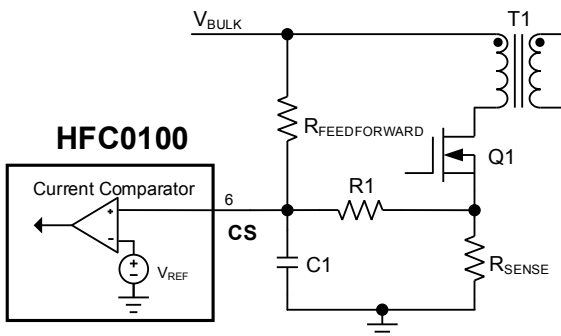 V_BULK
T1
R_FEEDFORWARD
HFC0100
Q1
Current Comparator
6
R1
CS
+
-
+
-
V_REF
C1
R_SENSE